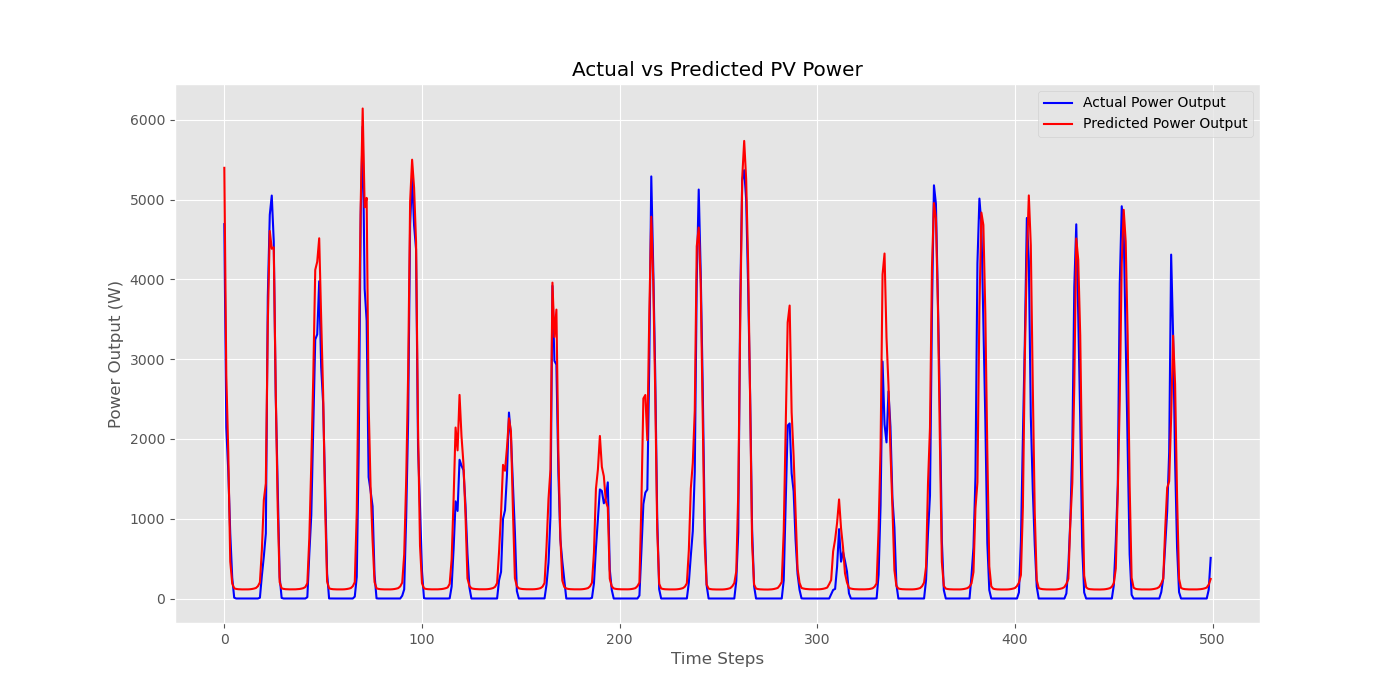 Actual vs Predicted PV Power
Actual Power Output
Predicted Power Output
Power Output (W)
6000
5000
4000
3000
2000
1000
0
0 100 200 300 400 500
Time Steps